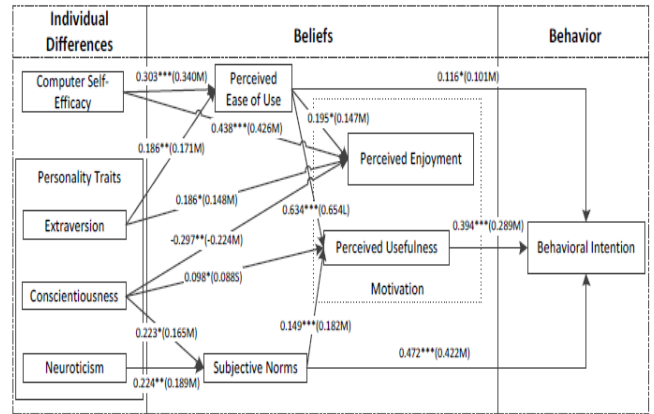 Individual
Differences
Beliefs
Behavior
Computer Self-
Efficacy
0.303***(0.340M)
Perceived
Ease of Use
0.116*(0.101M)
0.195*(0.147M)
0.438***(0.426M)
0.186**(0.171M)
Personality Traits
Perceived Enjoyment
Extraversion
0.186*(0.148M)
0.634***(0.654L)
-0.297**(-0.224M)
0.394***(0.289M)
Perceived Usefulness
Behavioral Intention
0.098*(0.088S)
Conscientiousness
Motivation
0.223*(0.165M)
0.149***(0.182M)
0.472***(0.422M)
Neuroticism
Subjective Norms
0.224**(0.189M)